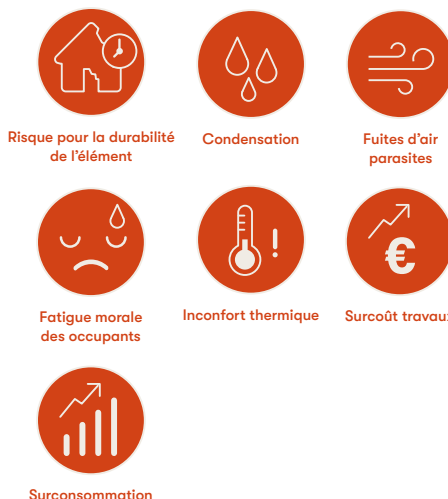 Risque pour la durabilité
de l'élément
Condensation
Fuites d'air
parasites
Fatigue morale
des occupants
Inconfort thermique
Surcoût travaux
Surconsommation